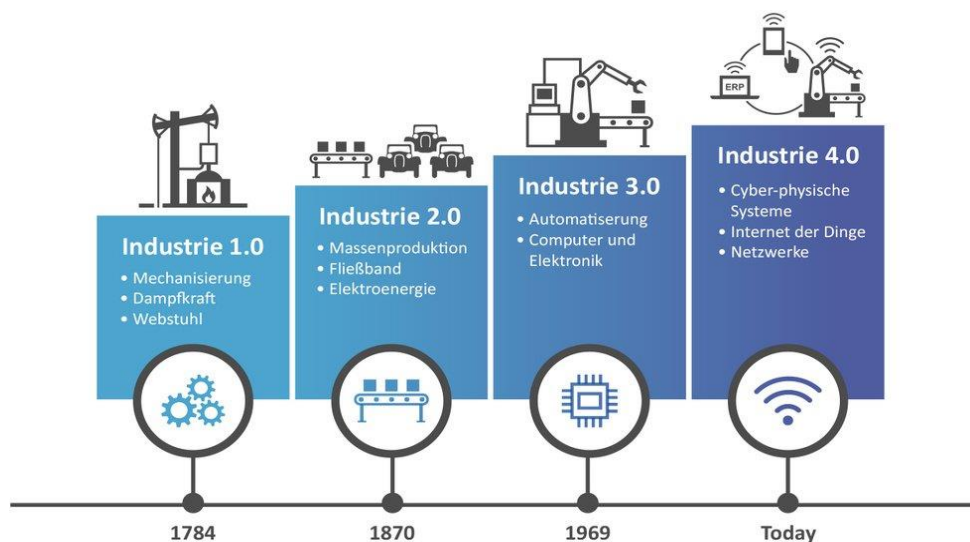 ERP
Industrie 1.0
• Mechanisierung
• Dampfkraft
• Webstuhl
Industrie 2.0
• Massenproduktion
• Fließband
• Elektroenergie
Industrie 3.0
• Automatiserung
• Computer und
Elektronik
Industrie 4.0
• Cyber-physische
Systeme
• Internet der Dinge
• Netzwerke
1784
1870
1969
Today